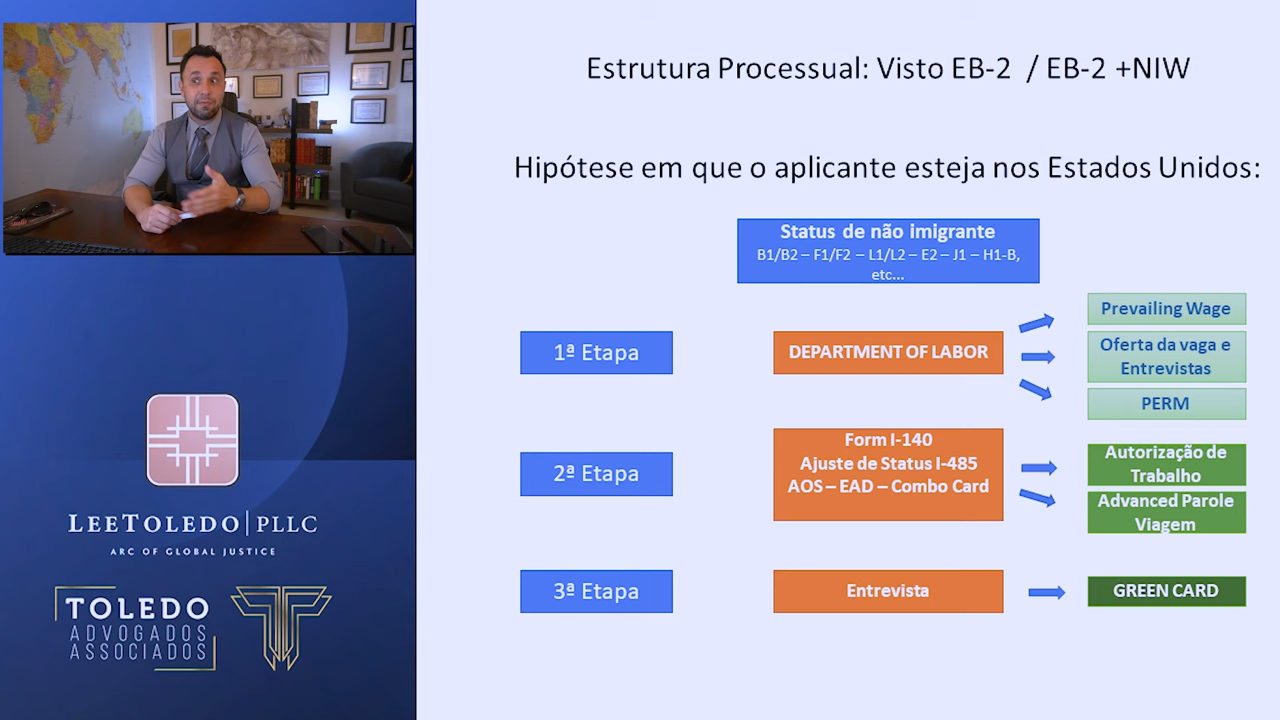 Estrutura Processual: Visto EB-2 / EB-2 +NIW
Hipótese em que o aplicante esteja nos Estados Unidos:
Status de não imigrante
B1/B2 – F1/F2 – L1/L2 – E2 – J1 – H1-B,
etc...
1ª Etapa
DEPARTMENT OF LABOR
Prevailing Wage
Oferta da vaga e
Entrevistas
PERM
2ª Etapa
Form I-140
Ajuste de Status I-485
AOS – EAD – Combo Card
Autorização de
Trabalho
Advanced Parole
Viagem
3ª Etapa
Entrevista
GREEN CARD
LEETOLEDO|PLLC
ARC OF GLOBAL JUSTICE
TOLEDO
ADVOGADOS
ASSOCIADOS